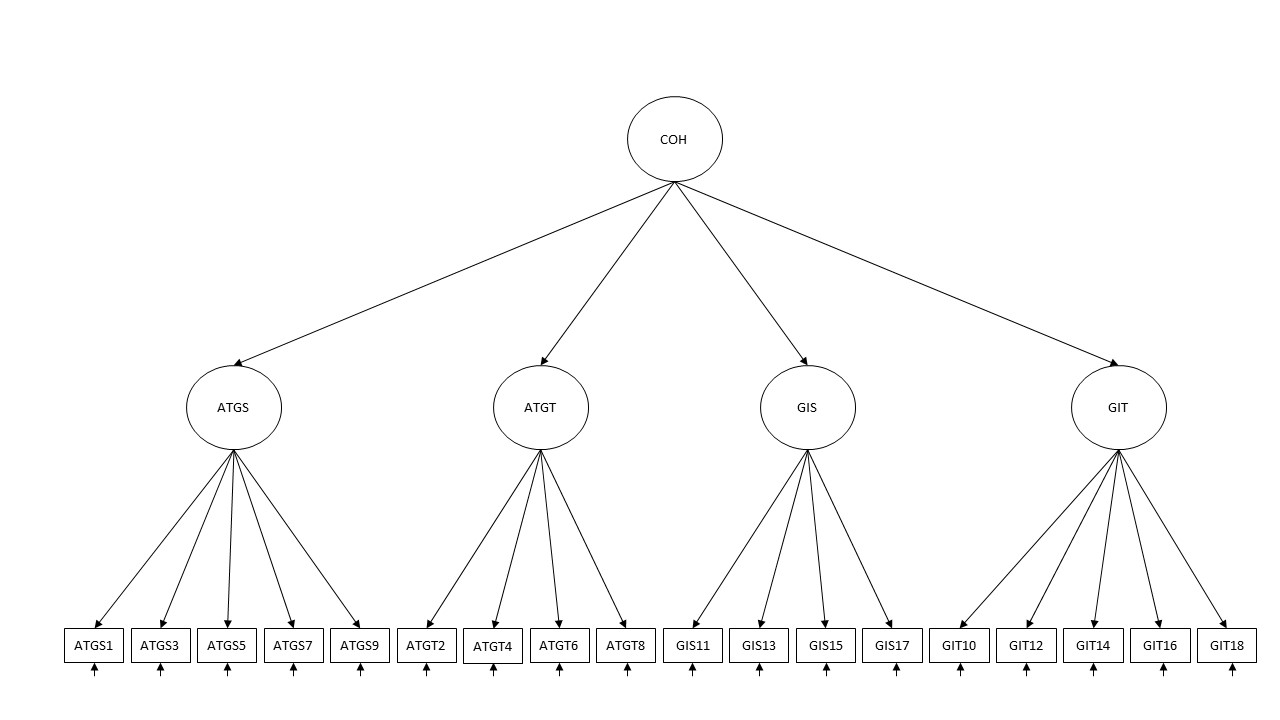 COH
ATGS
ATGT
GIS
GIT
ATGS1
ATGS3
ATGS5
ATGS7
ATGS9
ATGT2
ATGT4
ATGT6
ATGT8
GIS11
GIS13
GIS15
GIS17
GIT10
GIT12
GIT14
GIT16
GIT18